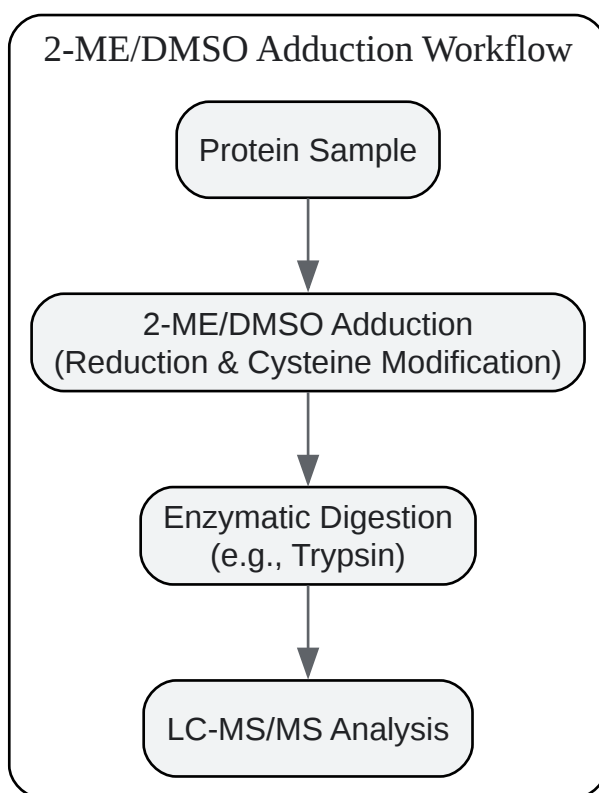 2-ME/DMSO Adduction Workflow
Protein Sample
2-ME/DMSO Adduction
(Reduction & Cysteine Modification)
Enzymatic Digestion
(e.g., Trypsin)
LC-MS/MS Analysis